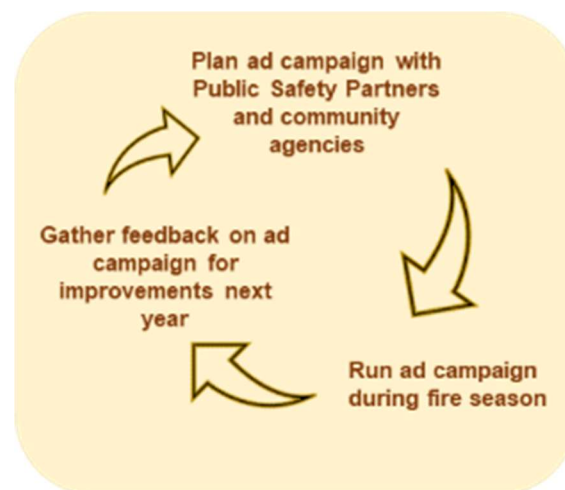 Plan ad campaign with
Public Safety Partners
and community
agencies
Run ad campaign
during fire season
Gather feedback on ad
campaign for
improvements next
year